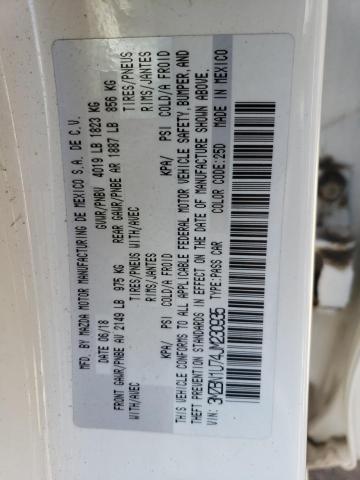 MFD. BY MAZDA MOTOR MANUFACTURING DE MEXICO S.A. DE C.V.
DATE 06/18 GVWR/PNBV 4019 LB 1823 KG
FRONT GAWR/PNBE AV 2149 LB 975 KG REAR GAWR/PNBE AR 1887 LB 856 KG
TIRES/PNEUS WITH/AVEC TIRES/PNEUS
RIMS/JANTES WITH/AVEC RIMS/JANTES
KPA/ PSI COLD/A FROID KPA/ PSI COLD/A FROID
THIS VEHICLE CONFORMS TO ALL APPLICABLE FEDERAL MOTOR VEHICLE SAFETY, BUMPER, AND
THEFT PREVENTION STANDARDS IN EFFECT ON THE DATE OF MANUFACTURE SHOWN ABOVE.
VIN: 3MZBN1U74JM230935 TYPE:PASS CAR COLOR CODE:25D MADE IN MEXICO